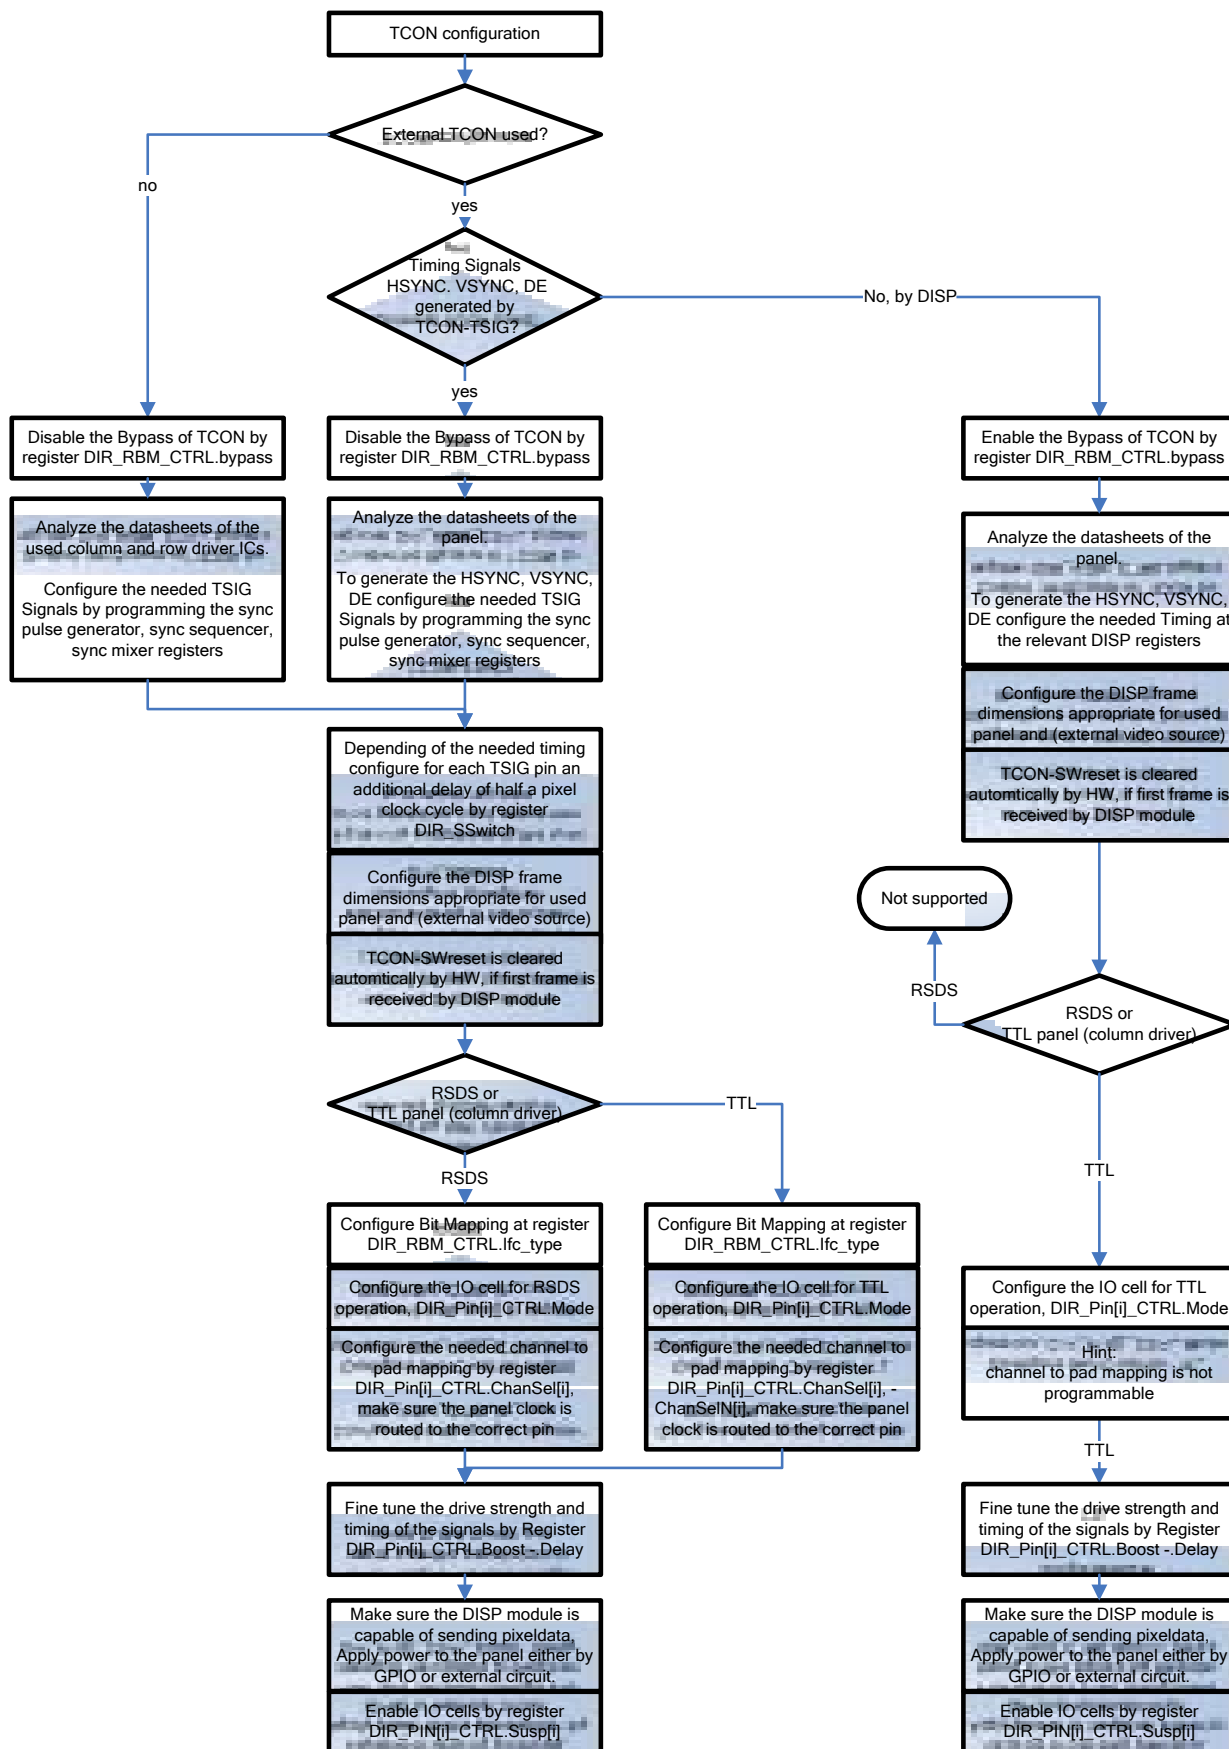 TCON configuration
External TCON used?
no
yes
Timing Signals
HSYNC. VSYNC, DE
generated by
TCON-TSIG?
No, by DISP
yes
Disable the Bypass of TCON by
register DIR_RBM_CTRL.bypass
Analyze the datasheets of the
used column and row driver ICs.
Configure the needed TSIG
Signals by programming the sync
pulse generator, sync sequencer,
sync mixer registers
Disable the Bypass of TCON by
register DIR_RBM_CTRL.bypass
Analyze the datasheets of the
panel.
To generate the HSYNC, VSYNC,
DE configure the needed TSIG
Signals by programming the sync
pulse generator, sync sequencer,
sync mixer registers
Enable the Bypass of TCON by
register DIR_RBM_CTRL.bypass
Analyze the datasheets of the
panel.
To generate the HSYNC, VSYNC,
DE configure the needed Timing at
the relevant DISP registers
Configure the DISP frame
dimensions appropriate for used
panel and (external video source)
TCON-SWreset is cleared
automtically by HW, if first frame is
received by DISP module
Depending of the needed timing
configure for each TSIG pin an
additional delay of half a pixel
clock cycle by register
DIR_SSwitch
Configure the DISP frame
dimensions appropriate for used
panel and (external video source)
TCON-SWreset is cleared
automtically by HW, if first frame is
received by DISP module
Not supported
RSDS
RSDS or
TTL panel (column driver)
RSDS or
TTL panel (column driver)
TTL
RSDS
TTL
Configure Bit Mapping at register
DIR_RBM_CTRL.Ifc_type
Configure the IO cell for RSDS
operation, DIR_Pin[i]_CTRL.Mode
Configure the needed channel to
pad mapping by register
DIR_Pin[i]_CTRL.ChanSel[i],
make sure the panel clock is
routed to the correct pin
Configure Bit Mapping at register
DIR_RBM_CTRL.Ifc_type
Configure the IO cell for TTL
operation, DIR_Pin[i]_CTRL.Mode
Configure the needed channel to
pad mapping by register
DIR_Pin[i]_CTRL.ChanSel[i], -
ChanSelN[i], make sure the panel
clock is routed to the correct pin
Configure the IO cell for TTL
operation, DIR_Pin[i]_CTRL.Mode
Hint:
channel to pad mapping is not
programmable
TTL
Fine tune the drive strength and
timing of the signals by Register
DIR_Pin[i]_CTRL.Boost -.Delay
Make sure the DISP module is
capable of sending pixeldata,
Apply power to the panel either by
GPIO or external circuit.
Enable IO cells by register
DIR_PIN[i]_CTRL.Susp[i]
Fine tune the drive strength and
timing of the signals by Register
DIR_Pin[i]_CTRL.Boost -.Delay
Make sure the DISP module is
capable of sending pixeldata,
Apply power to the panel either by
GPIO or external circuit.
Enable IO cells by register
DIR_PIN[i]_CTRL.Susp[i]